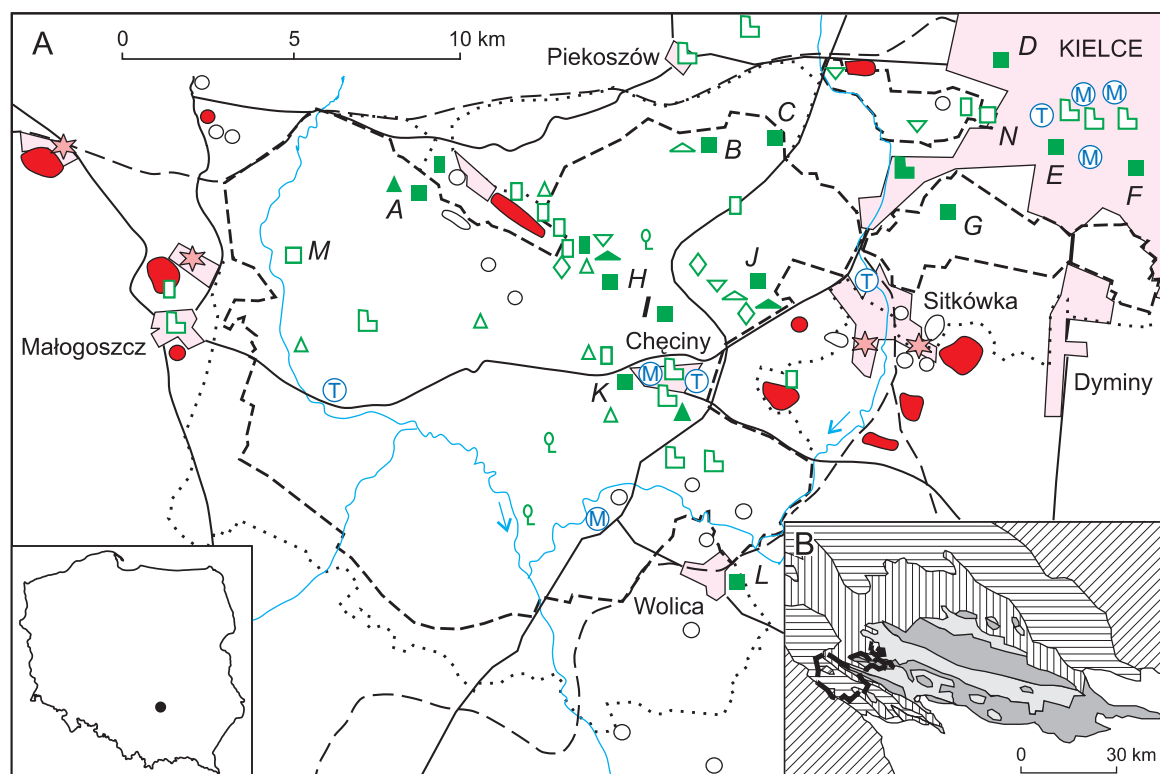 A
0 5 10 km
Piekoszów
D
KIELCE
M M
T
N
M
E
F
C
B
A
G
M
H
J
I
T
Sitkówka
Małogoszcz
Chęciny
M T
K
T
Dyminy
M
L
Wolica
B
0 30 km